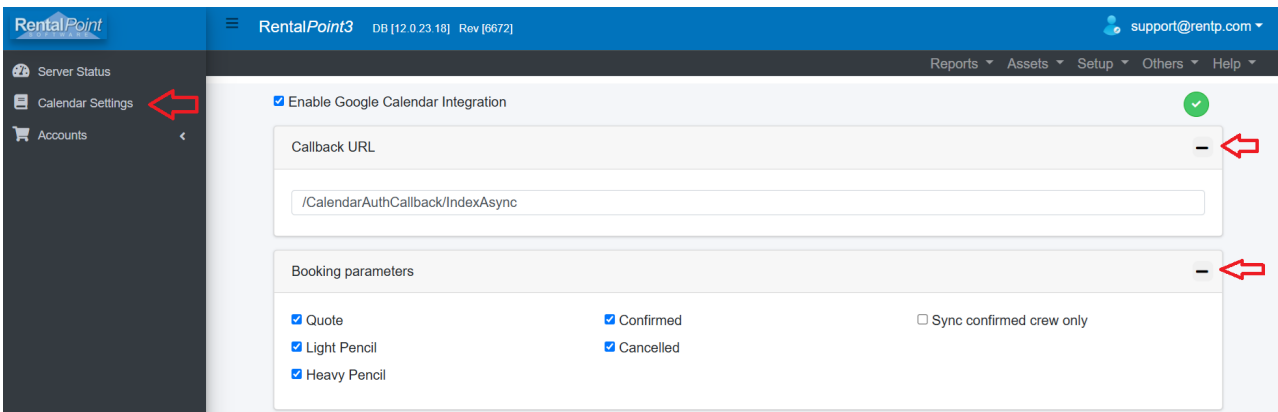 RentalPoint
SOFTWARE
RentalPoint3 DB [12.0.23.18] Rev [6672]
support@rentp.com
Reports Assets Setup Others Help
Server Status
Calendar Settings
Accounts
Enable Google Calendar Integration
Callback URL
/CalendarAuthCallback/IndexAsync
Booking parameters
Quote Confirmed Sync confirmed crew only
Light Pencil Cancelled
Heavy Pencil